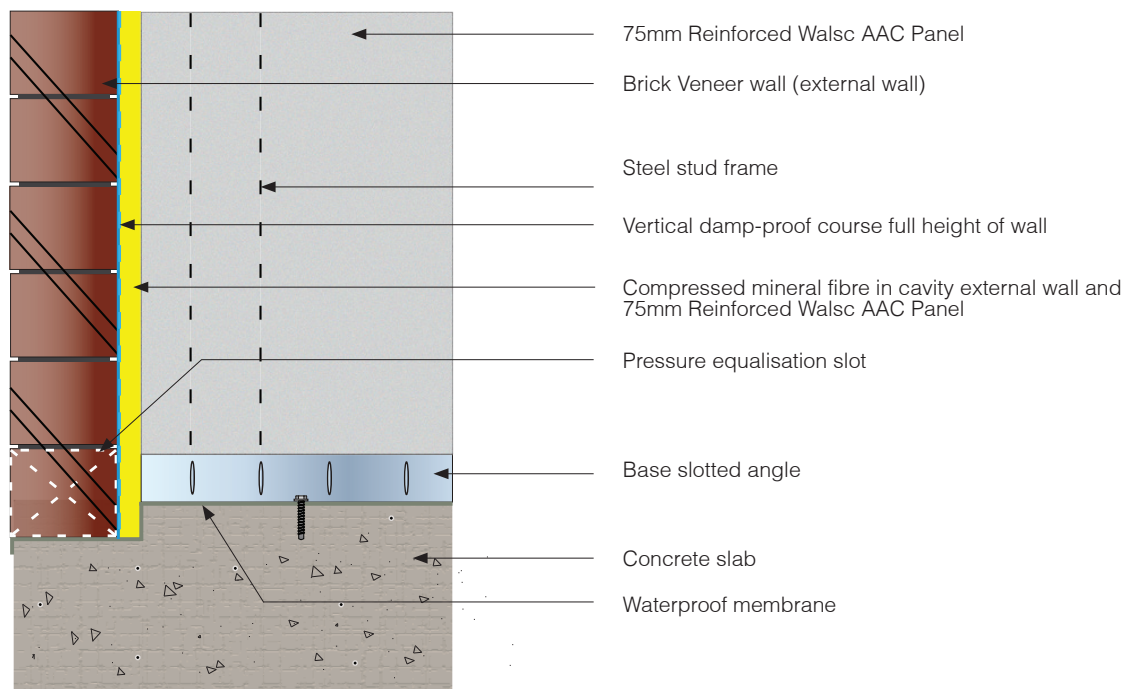 75mm Reinforced Walsc AAC Panel
Brick Veneer wall (external wall)
Steel stud frame
Vertical damp-proof course full height of wall
Compressed mineral fibre in cavity external wall and
75mm Reinforced Walsc AAC Panel
Pressure equalisation slot
Base slotted angle
Concrete slab
Waterproof membrane